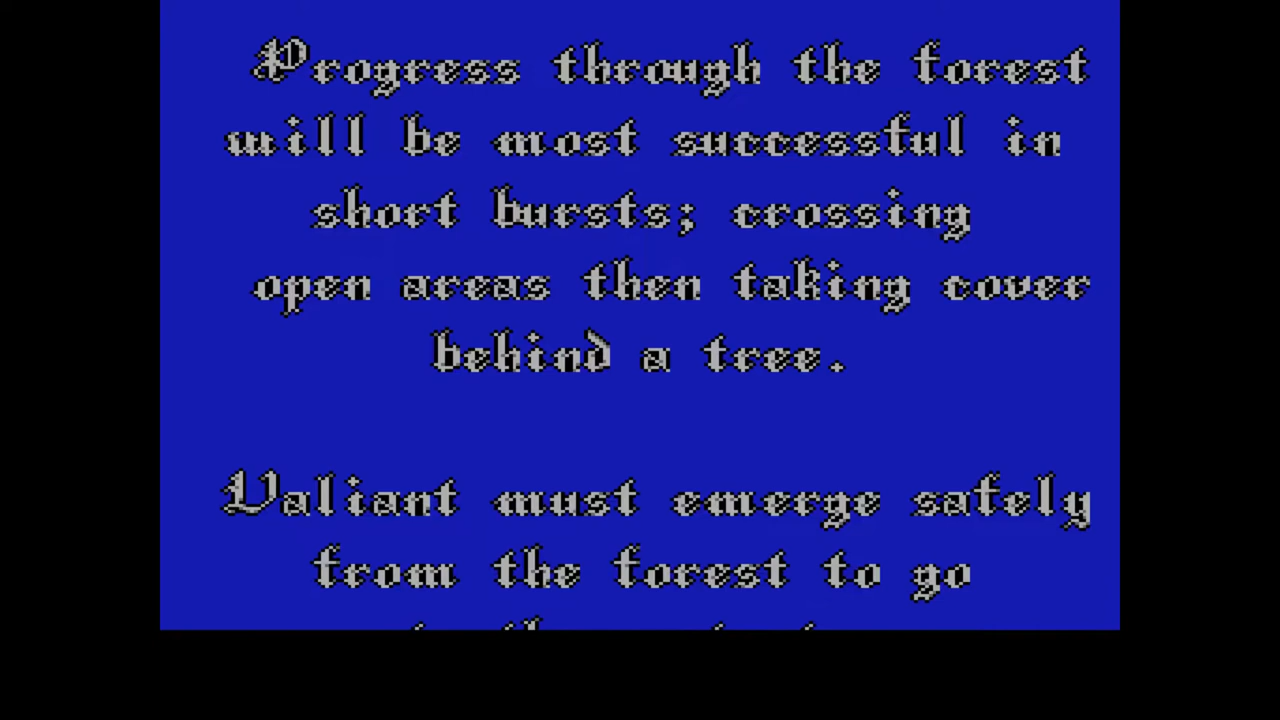 Progress through the forest
will be most successful in
short bursts; crossing
open areas then taking cover
behind a tree.
Valiant must emerge safely
from the forest to go